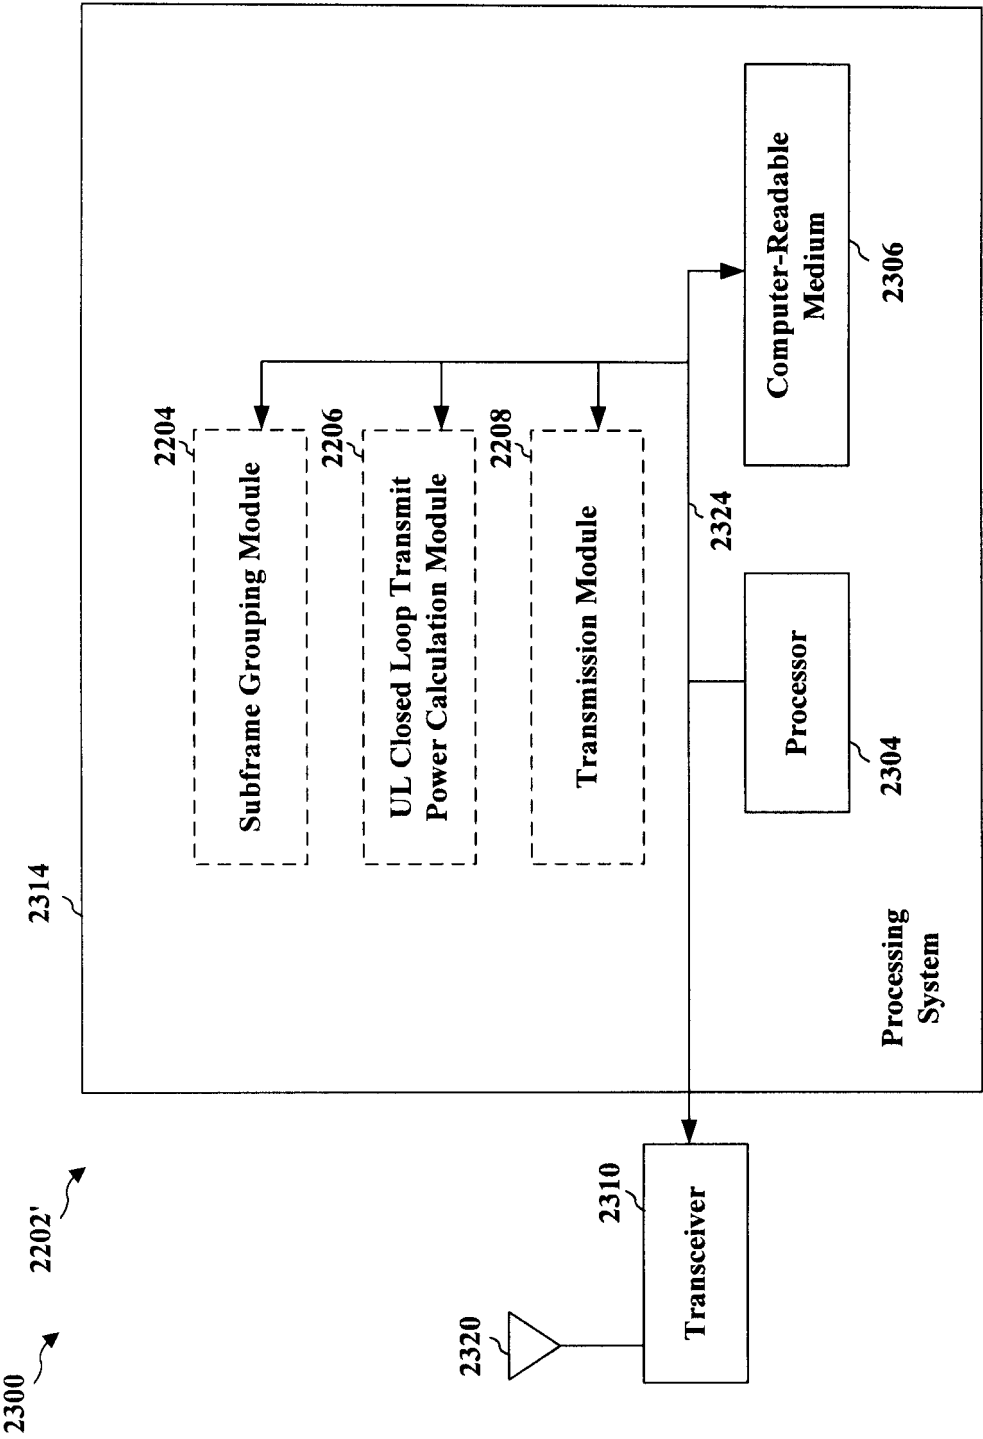 2300
2202'
2314
2204
Subframe Grouping Module
2206
UL Closed Loop Transmit
Power Calculation Module
2208
Transmission Module
2320
2310
Transceiver
2324
Processor
2304
Computer-Readable
Medium
2306
Processing
System